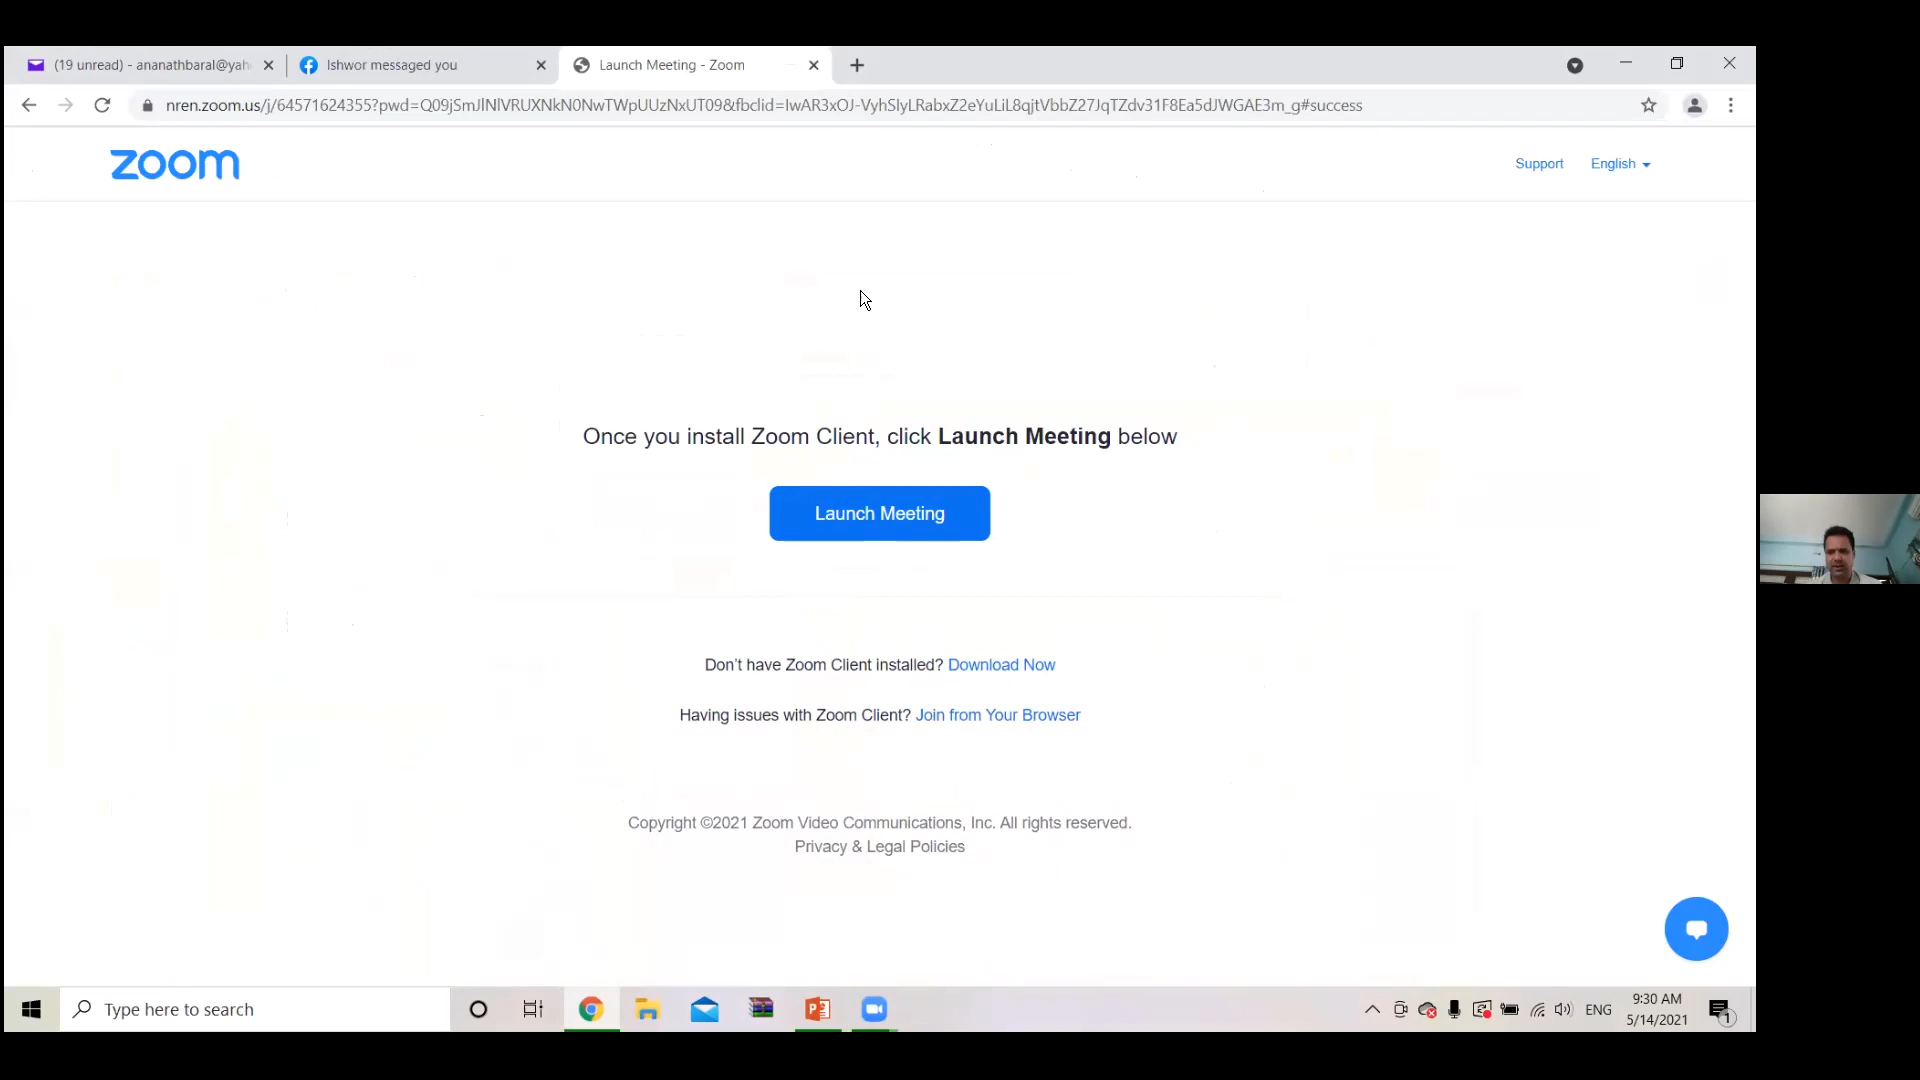 (19 unread) - ananathbaral@yah
Ishwor messaged you
Launch Meeting - Zoom
nren.zoom.us/j/64571624355?pwd=Q09jSmJlNlVRUXNkN0NwTWpUUzNxUT09&fbclid=IwAR3xOJ-VyhSlyLRabxZ2eYuLiL8qjtVbbZ27JqTZdv31F8Ea5dJWGAE3m_g#success
zoom
Support
English
Once you install Zoom Client, click Launch Meeting below
Launch Meeting
Don't have Zoom Client installed? Download Now
Having issues with Zoom Client? Join from Your Browser
Copyright ©2021 Zoom Video Communications, Inc. All rights reserved.
Privacy & Legal Policies
Type here to search
ENG
9:30 AM
5/14/2021
1